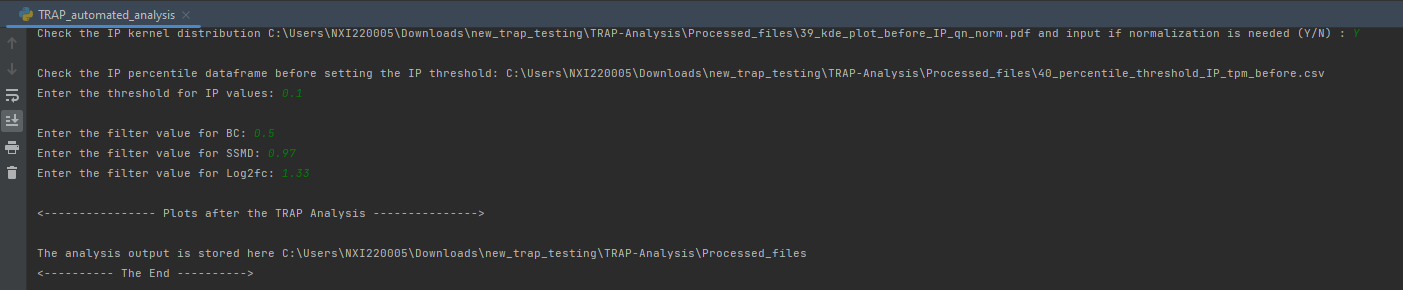 TRAP_automated_analysis
Check the IP kernel distribution C:\Users\NXI220005\Downloads\new_trap_testing\TRAP-Analysis\Processed_files\39_kde_plot_before_IP_qn_norm.pdf and input if normalization is needed (Y/N) : Y
Check the IP percentile dataframe before setting the IP threshold: C:\Users\NXI220005\Downloads\new_trap_testing\TRAP-Analysis\Processed_files\40_percentile_threshold_IP_tpm_before.csv
Enter the threshold for IP values: 0.1
Enter the filter value for BC: 0.5
Enter the filter value for SSMD: 0.97
Enter the filter value for Log2fc: 1.33
<---------------- Plots after the TRAP Analysis --------------->
The analysis output is stored here C:\Users\NXI220005\Downloads\new_trap_testing\TRAP-Analysis\Processed_files
<---------- The End ---------->